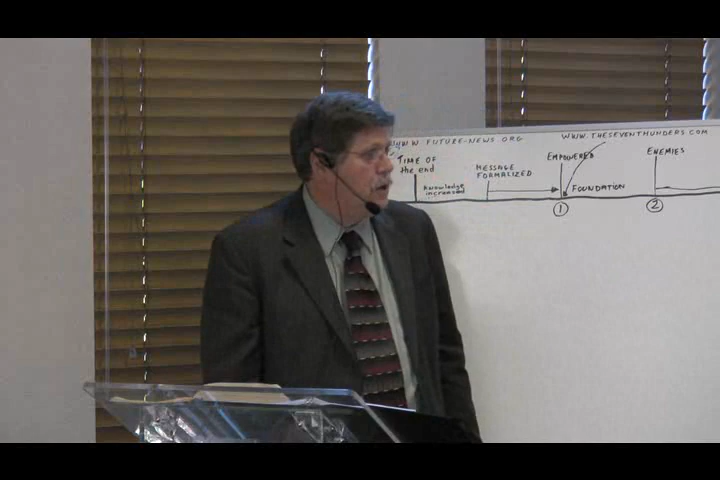 WWW FUTURE-NEWS ORG
WWW.THESEVENTHUNDERS COM
TIME OF
the end
Knowledge
increased
MESSAGE
FORMALIZED
EMPOWERED
FOUNDATION
ENEMIES
1
2